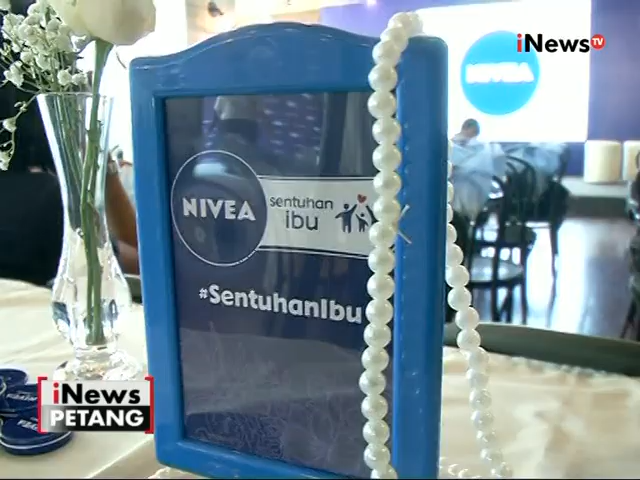 iNews TV
NIVEA
NIVEA
sentuhan
ibu
#SentuhanIbu
iNews
PETANG